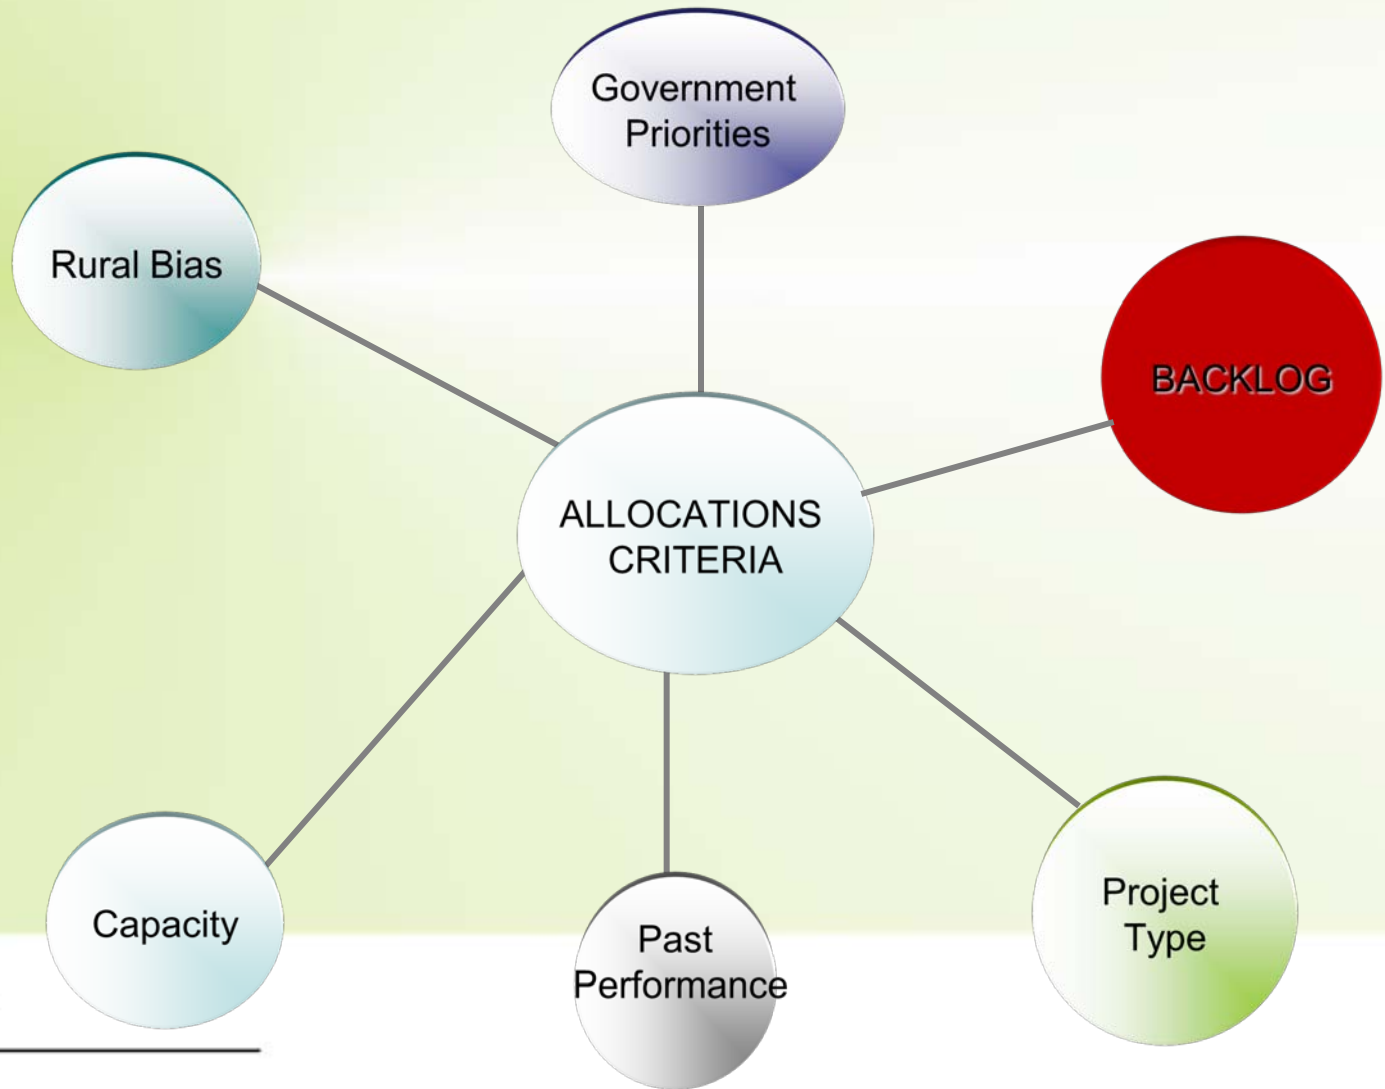 Government
Priorities
Rural Bias
BACKLOG
ALLOCATIONS
CRITERIA
Project
Type
Capacity
Past
Performance